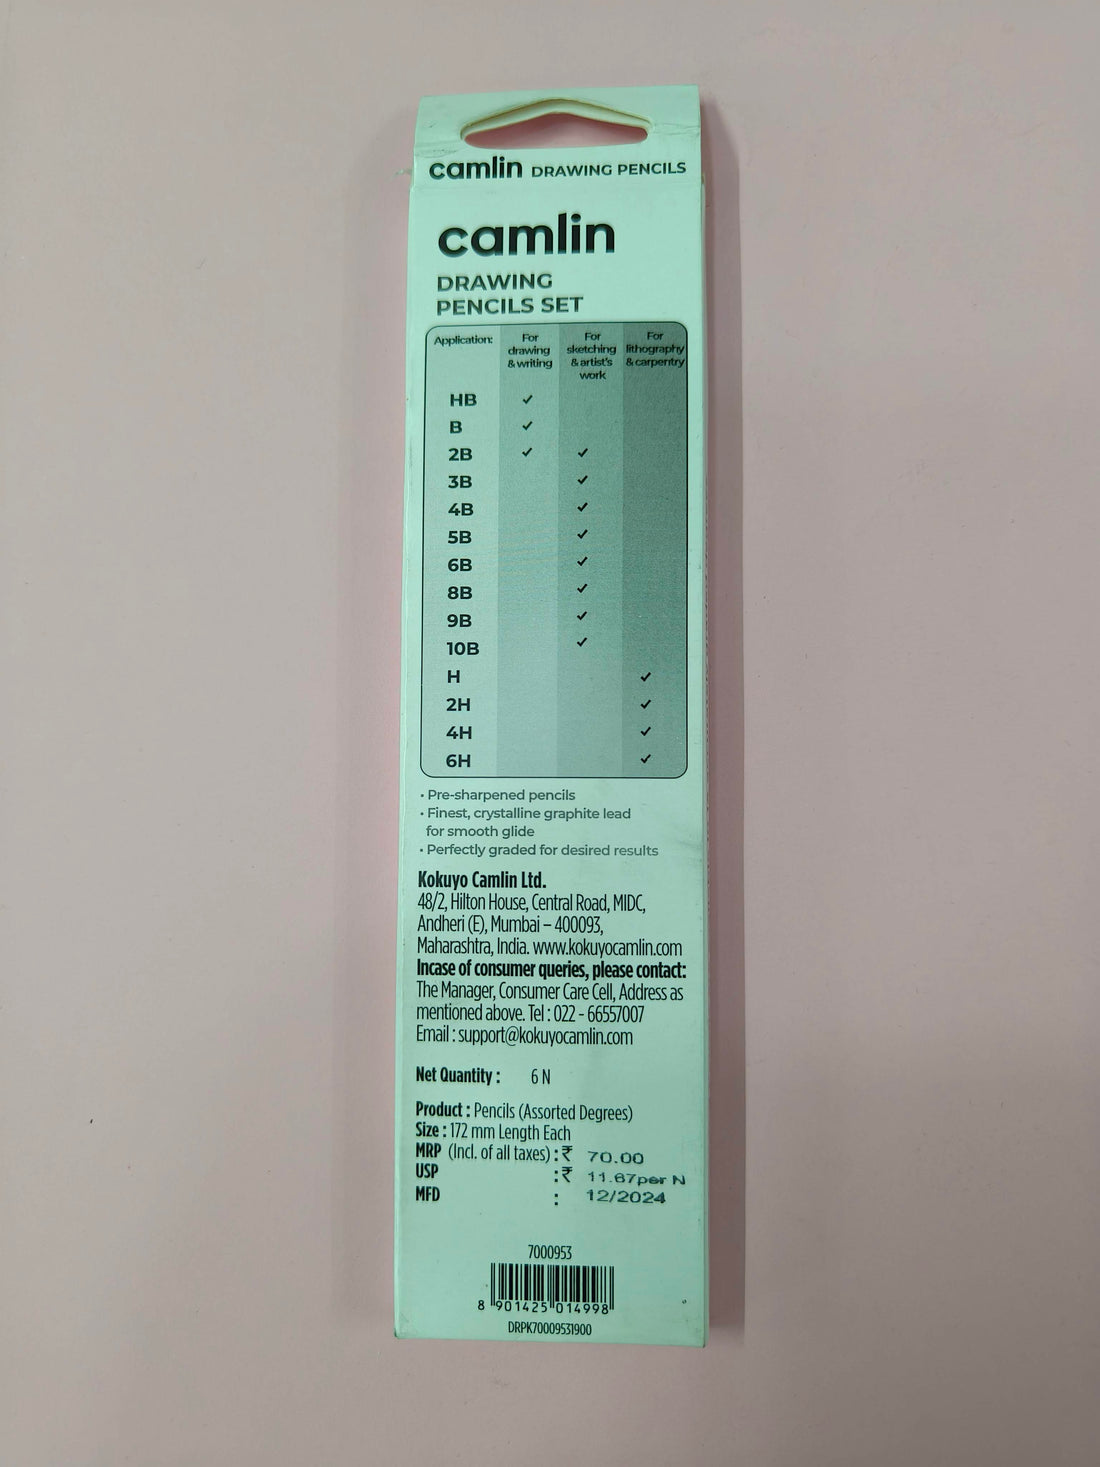 camlin DRAWING PENCILS
camlin
DRAWING
PENCILS SET
Application: For drawing & writing For sketching & artist's work For lithography & carpentry
HB ✓
B ✓
2B ✓ ✓
3B ✓
4B ✓
5B ✓
6B ✓
8B ✓
9B ✓
10B ✓
H ✓
2H ✓
4H ✓
6H ✓
• Pre-sharpened pencils
• Finest, crystalline graphite lead
for smooth glide
• Perfectly graded for desired results
Kokuyo Camlin Ltd.
48/2, Hilton House, Central Road, MIDC,
Andheri (E), Mumbai – 400093,
Maharashtra, India. www.kokuyocamlin.com
Incase of consumer queries, please contact:
The Manager, Consumer Care Cell, Address as
mentioned above. Tel : 022 - 66557007
Email : support@kokuyocamlin.com
Net Quantity : 6 N
Product : Pencils (Assorted Degrees)
Size : 172 mm Length Each
MRP (Incl. of all taxes) : ₹ 70.00
USP : ₹ 11.67per N
MFD : 12/2024
7000953
8 901425 014998
DRPK70009531900